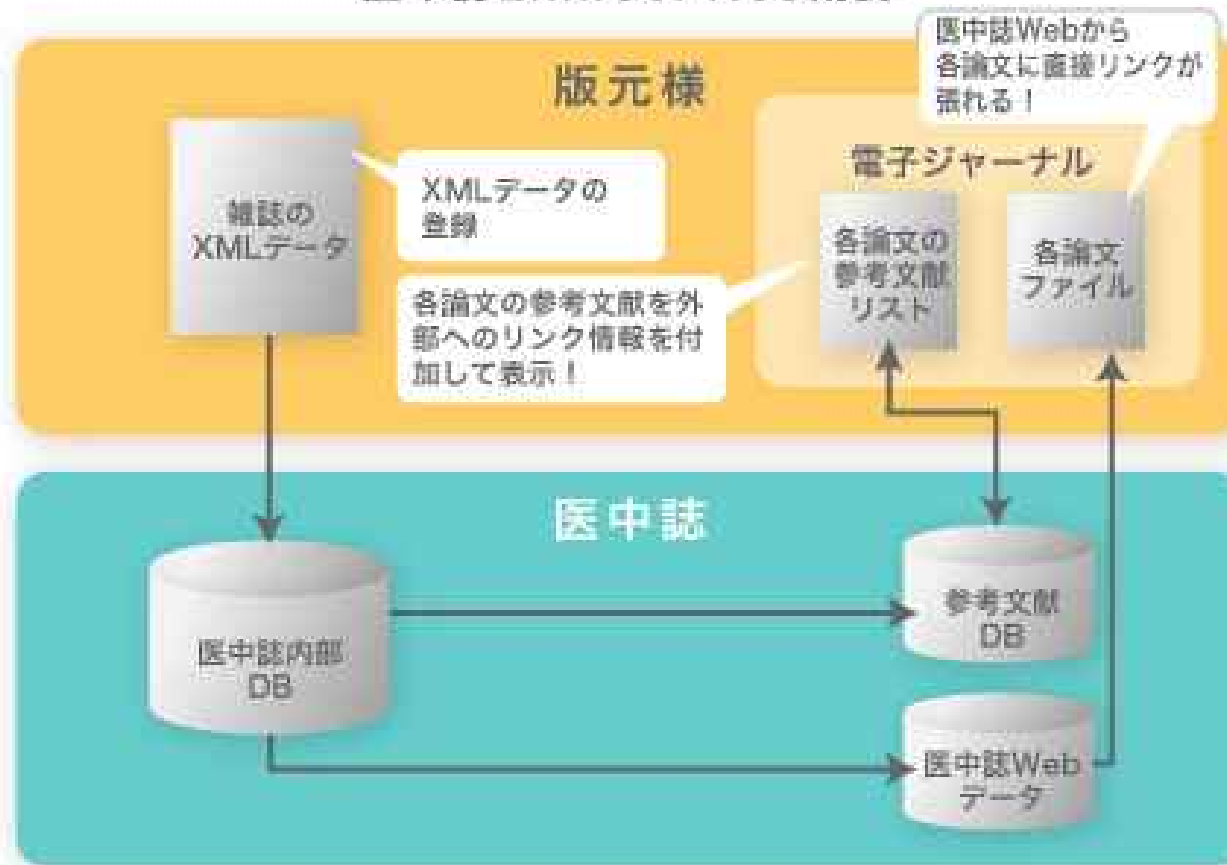 医中誌Webから
各論文に直接リンクが
張れる！
版元様
電子ジャーナル
雑誌の
XMLデータ
XMLデータの
登録
各論文の
参考文献
リスト
各論文
ファイル
各論文の参考文献を外
部へのリンク情報を付
加して表示！
医中誌
医中誌内部
DB
参考文献
DB
医中誌Web
データ